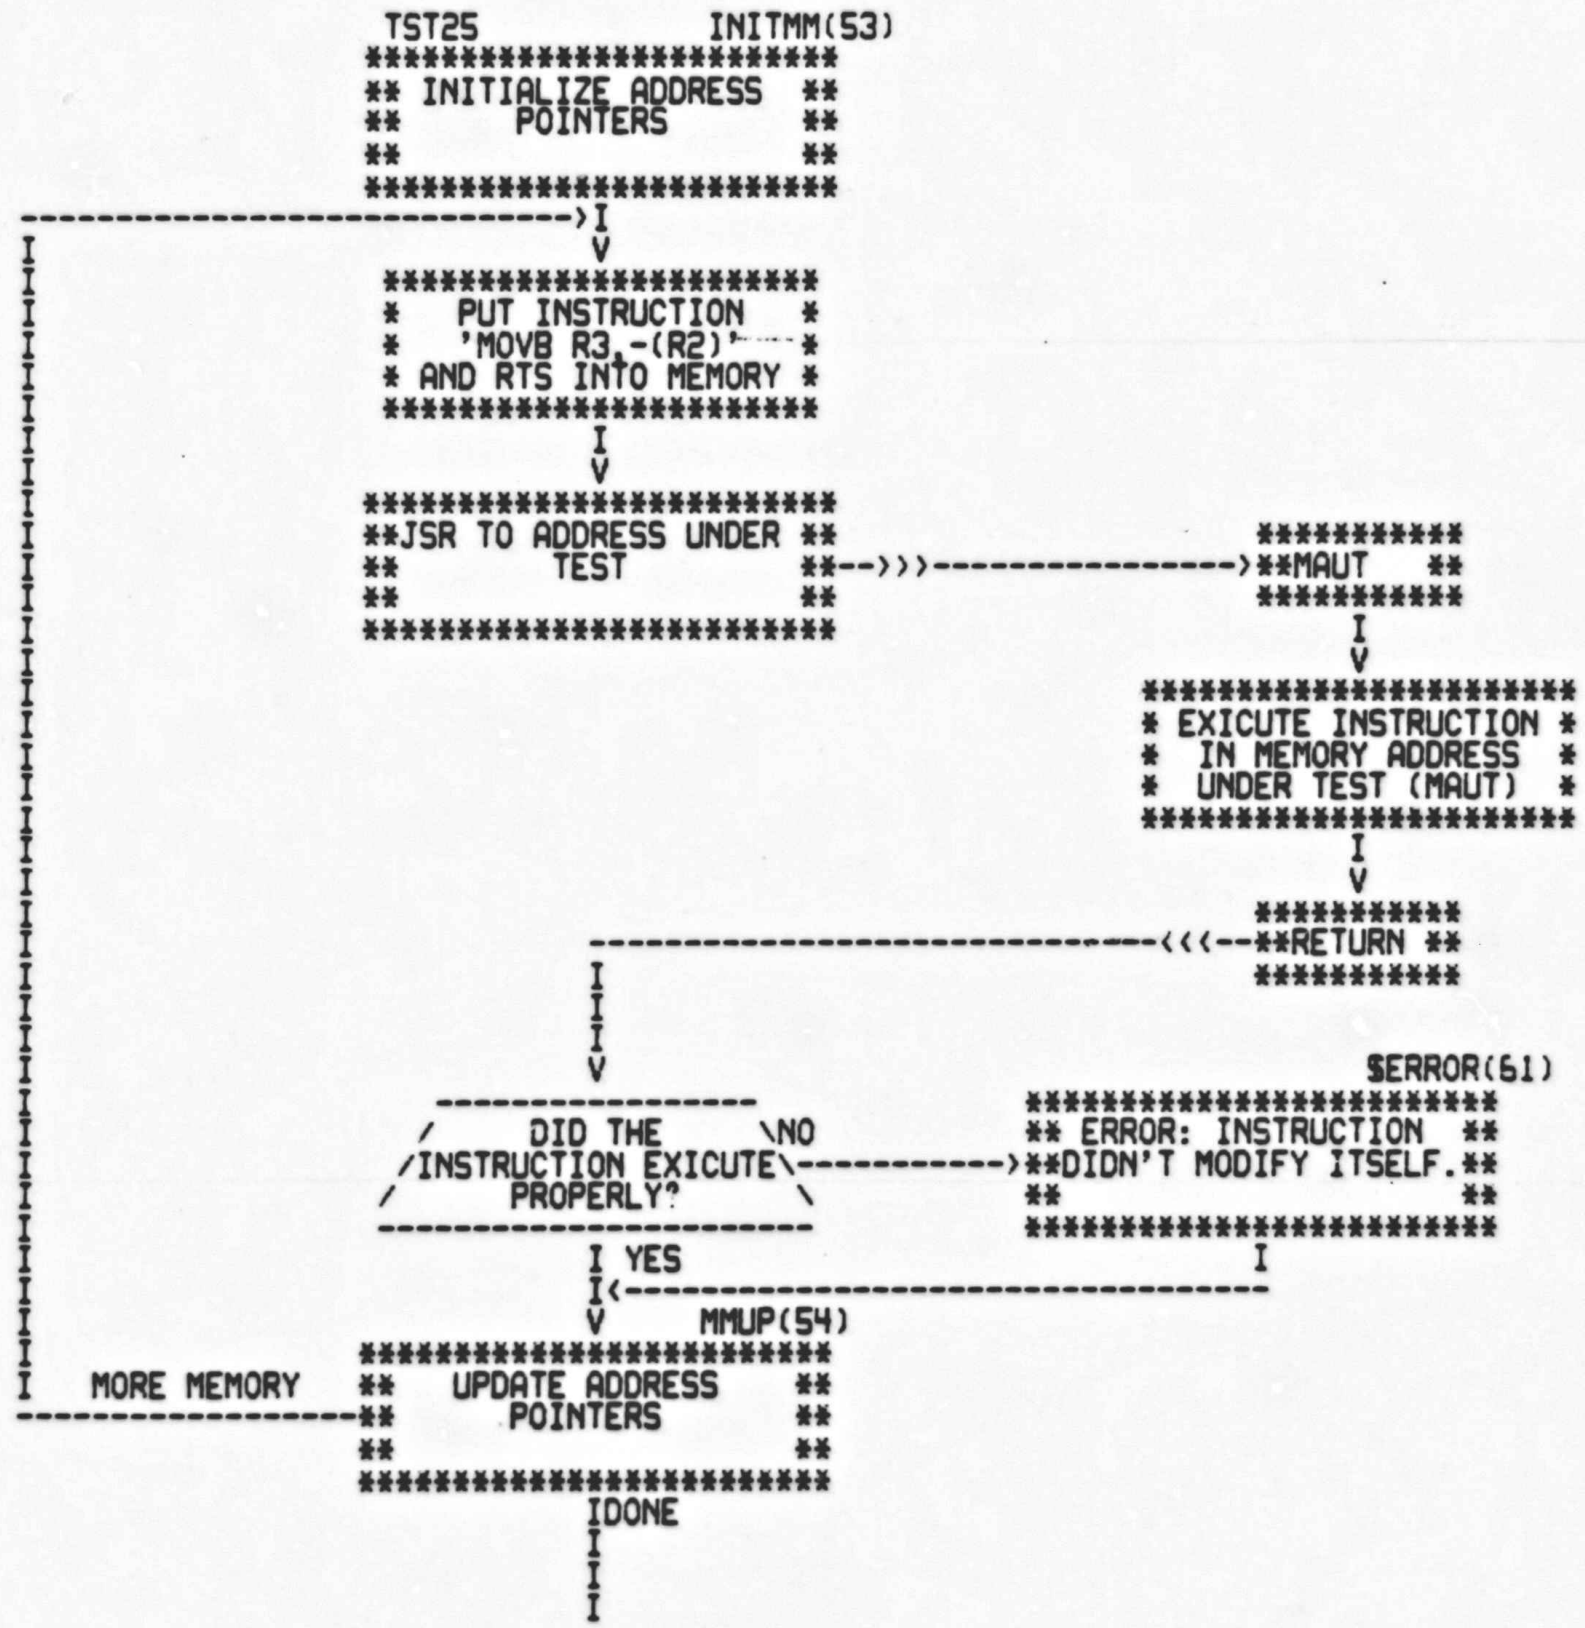 TST25 INITMM(53)
************************
** INITIALIZE ADDRESS **
** POINTERS **
** **
************************
------------------------------>I
I V
**********************
* PUT INSTRUCTION *
* 'MOVB R3,-(R2)' *
* AND RTS INTO MEMORY *
**********************
I
V
************************
**JSR TO ADDRESS UNDER **
** TEST **-->>>---------------->**MAUT **
** **
************************
***********
***********
I
V
**********************
* EXICUTE INSTRUCTION *
* IN MEMORY ADDRESS *
* UNDER TEST (MAUT) *
**********************
I
V
***********
------------------------------<<<--**RETURN **
***********
I
I
I
V
$ERROR(61)
-----------------
/ DID THE \NO
/INSTRUCTION EXICUTE\----------->
/ PROPERLY? \
-----------------------
************************
** ERROR: INSTRUCTION **
**DIDN'T MODIFY ITSELF.**
** **
************************
I YES I
I<----------------------------------
V MMUP(54)
************************
I MORE MEMORY ** UPDATE ADDRESS **
------------------** POINTERS **
** **
************************
IDONE
I
I
I